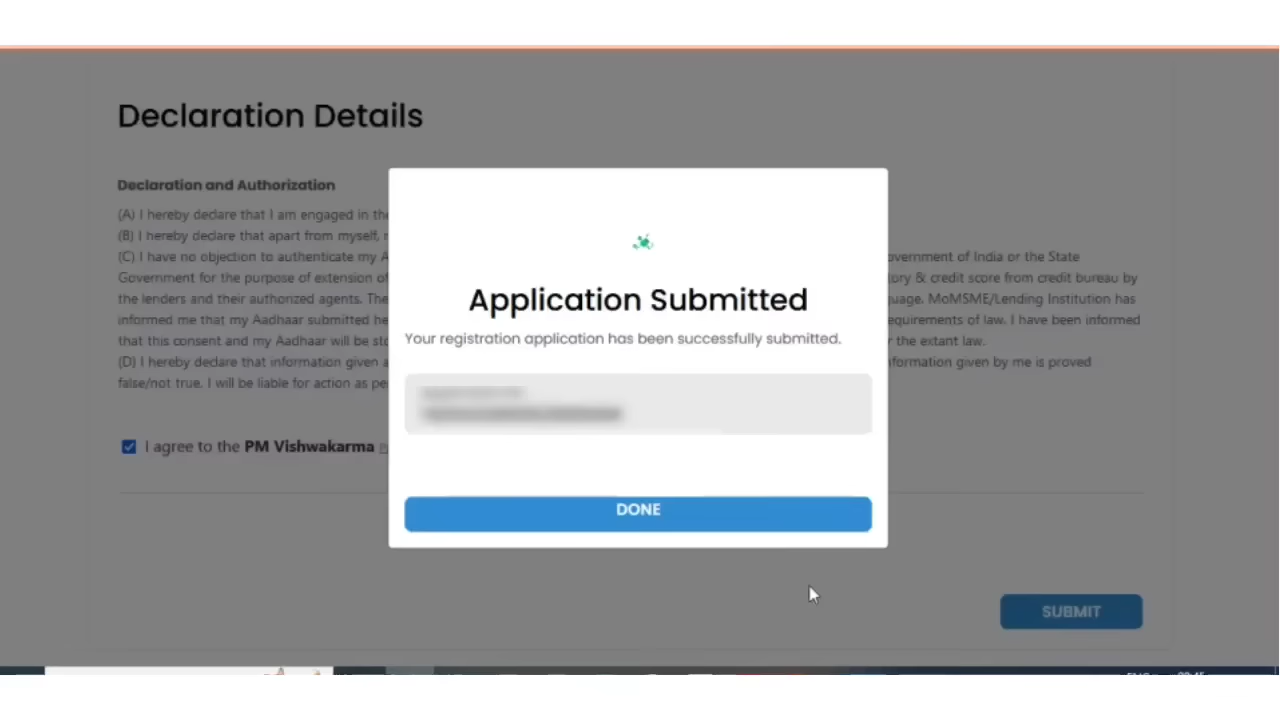 Declaration Details
Declaration and Authorization
(A) I hereby declare that I am engaged in the
(B) I hereby declare that apart from myself,
(C) I have no objection to authenticate my A
overnment of India or the State
Government for the purpose of extension of
ory & credit score from credit bureau by
the lenders and their authorized agents. The
uage. MoMSME/Lending Institution has
informed me that my Aadhaar submitted he
equirements of law. I have been informed
that this consent and my Aadhaar will be sto
r the extant law.
(D) I hereby declare that information given a
formation given by me is proved
false/not true. I will be liable for action as pe
I agree to the PM Vishwakarma
Application Submitted
Your registration application has been successfully submitted.
DONE
SUBMIT